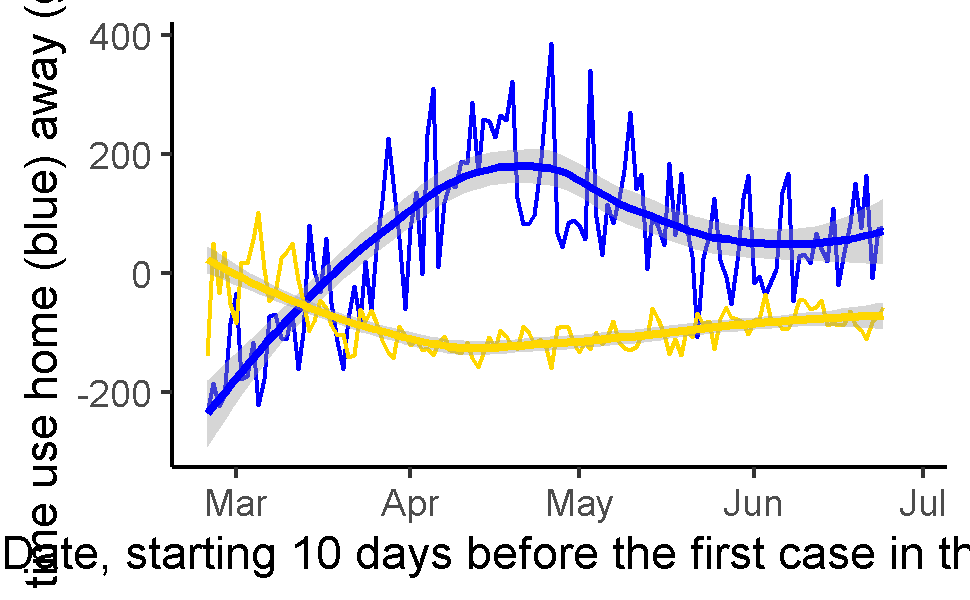 400
200
0
-200
time use home (blue) away (
Mar Apr May Jun Jul
Date, starting 10 days before the first case in th